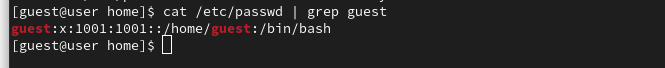 [guest@user home]$ cat /etc/passwd | grep guest
guest:x:1001:1001::/home/guest:/bin/bash
[guest@user home]$